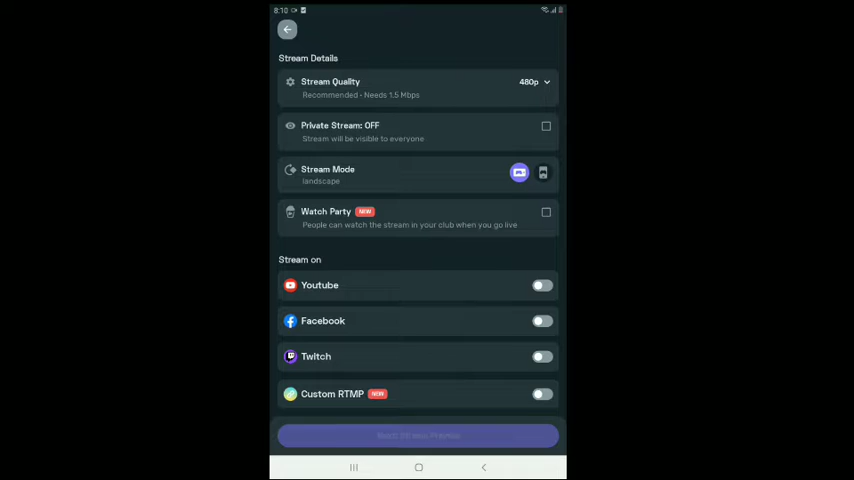 8:10
Stream Details
Stream Quality
480p
Recommended • Needs 1.5 Mbps
Private Stream: OFF
Stream will be visible to everyone
Stream Mode
landscape
Watch Party NEW
People can watch the stream in your club when you go live
Stream on
Youtube
Facebook
Twitch
Custom RTMP NEW